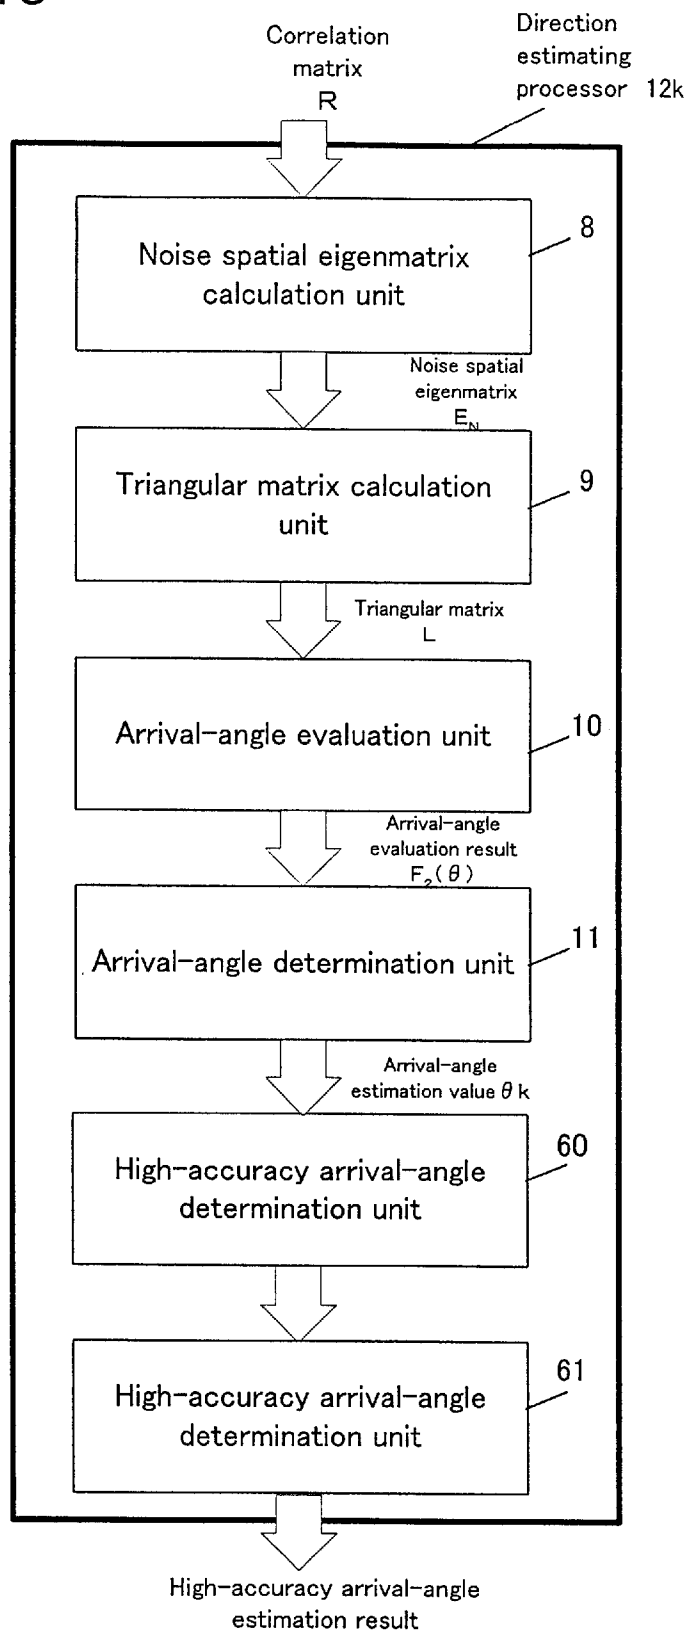 Correlation
matrix
R
Direction
estimating
processor 12k
Noise spatial eigenmatrix
calculation unit
8
Noise spatial
eigenmatrix
E_N
Triangular matrix calculation
unit
9
Triangular matrix
L
Arrival-angle evaluation unit
10
Arrival-angle
evaluation result
F₂(θ)
Arrival-angle determination unit
11
Arrival-angle
estimation value θk
High-accuracy arrival-angle
determination unit
60
High-accuracy arrival-angle
determination unit
61
High-accuracy arrival-angle
estimation result